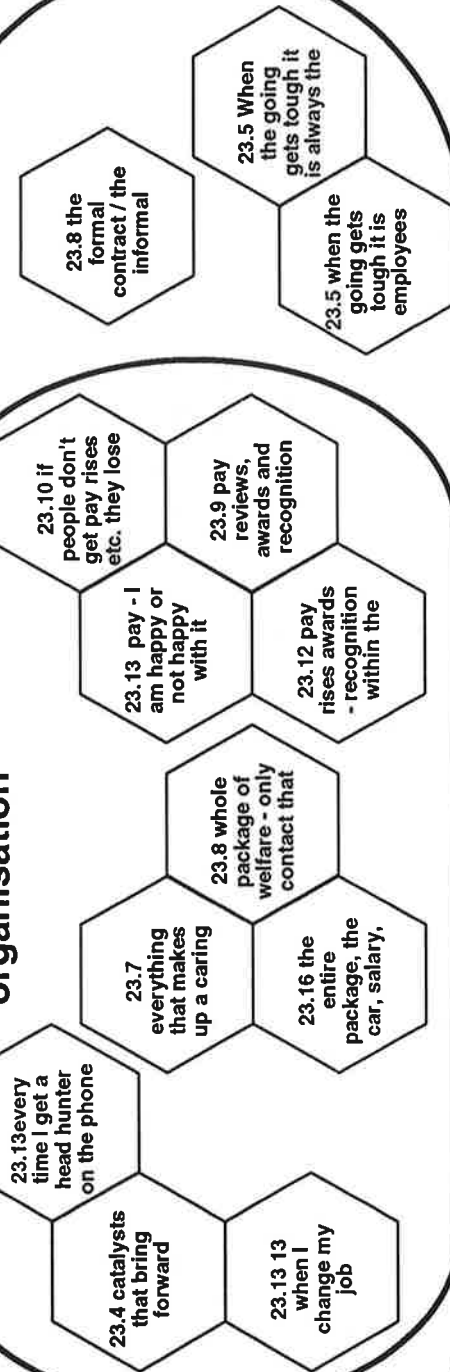 organisation
23.13every
time I get a
head hunter
on the phone
23.4 catalysts
that bring
forward
23.13 13
when I
change my
job
23.7
everything
that makes
up a caring
23.8 whole
package of
welfare - only
contact that
23.16 the
entire
package, the
car, salary,
23.10 if
people don't
get pay rises
etc. they lose
23.13 pay - I
am happy or
not happy
with it
23.9 pay
reviews,
awards and
recognition
23.12 pay
rises awards
- recognition
within the
23.8 the
formal
contract / the
informal
23.5 When
the going
gets tough it
is always the
23.5 when the
going gets
tough it is
employees